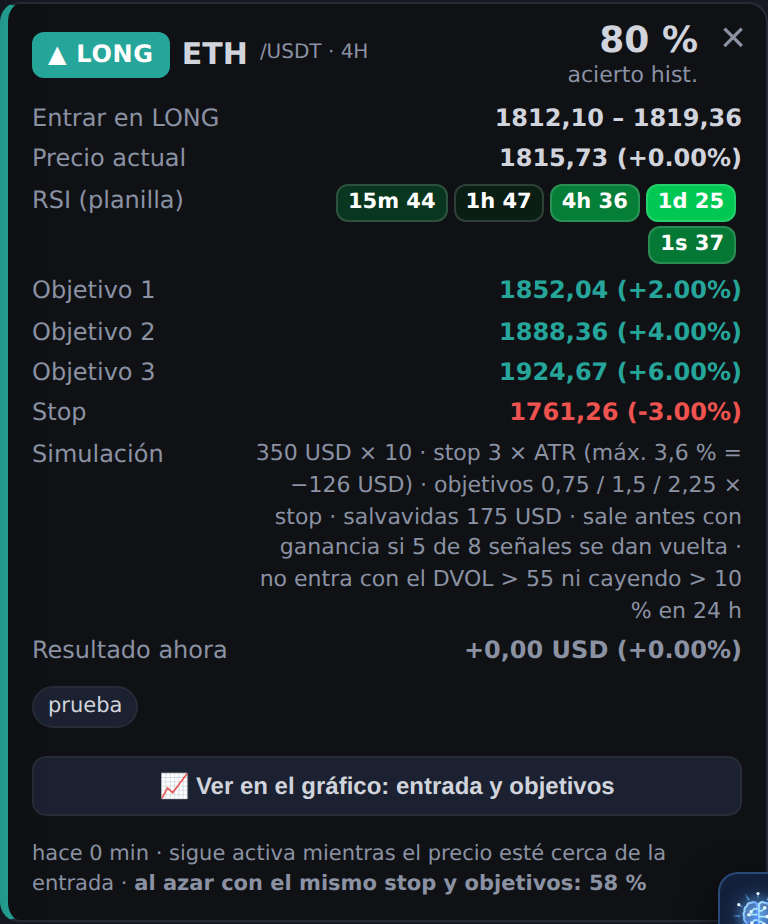 ▲ LONG ETH /USDT · 4H 80 % ×
acierto hist.
Entrar en LONG 1812,10 – 1819,36
Precio actual 1815,73 (+0.00%)
RSI (planilla) 15m 44 1h 47 4h 36 1d 25
1s 37
Objetivo 1 1852,04 (+2.00%)
Objetivo 2 1888,36 (+4.00%)
Objetivo 3 1924,67 (+6.00%)
Stop 1761,26 (-3.00%)
Simulación 350 USD × 10 · stop 3 × ATR (máx. 3,6 % =
−126 USD) · objetivos 0,75 / 1,5 / 2,25 ×
stop · salvavidas 175 USD · sale antes con
ganancia si 5 de 8 señales se dan vuelta ·
no entra con el DVOL > 55 ni cayendo > 10
% en 24 h
Resultado ahora +0,00 USD (+0.00%)
prueba
📈 Ver en el gráfico: entrada y objetivos
hace 0 min · sigue activa mientras el precio esté cerca de la
entrada · al azar con el mismo stop y objetivos: 58 %